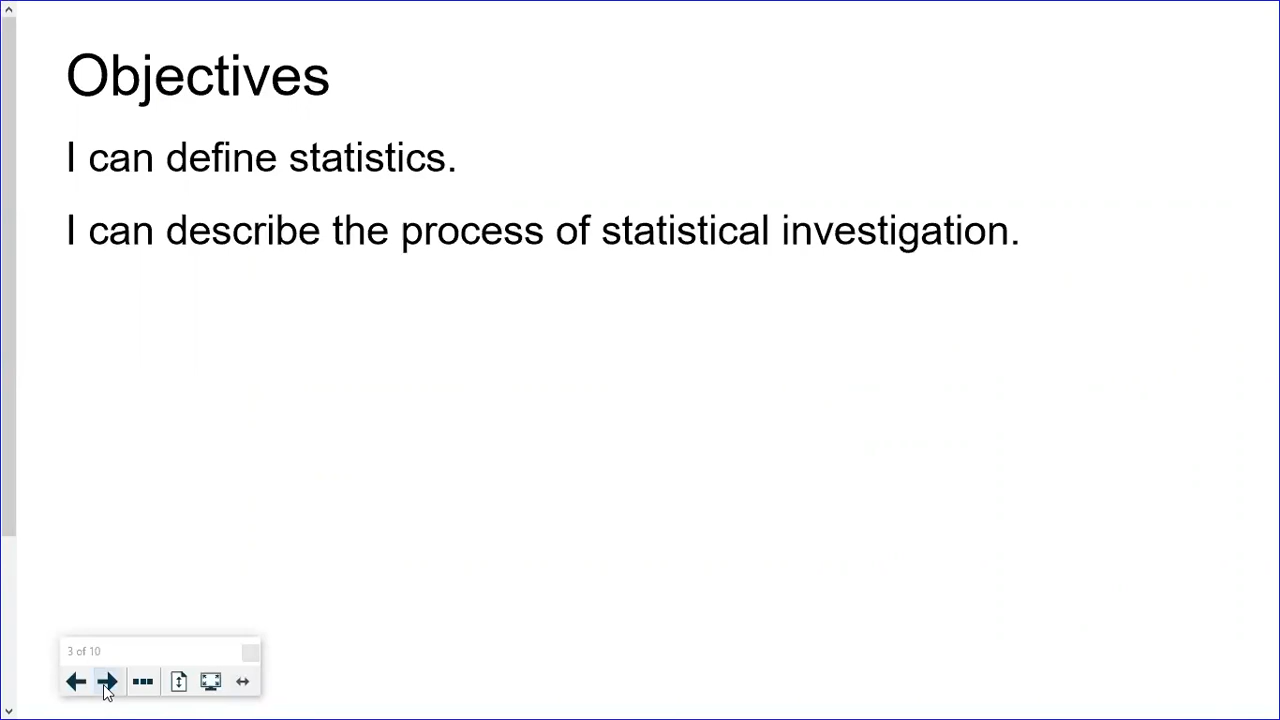 Objectives
I can define statistics.
I can describe the process of statistical investigation.
3 of 10